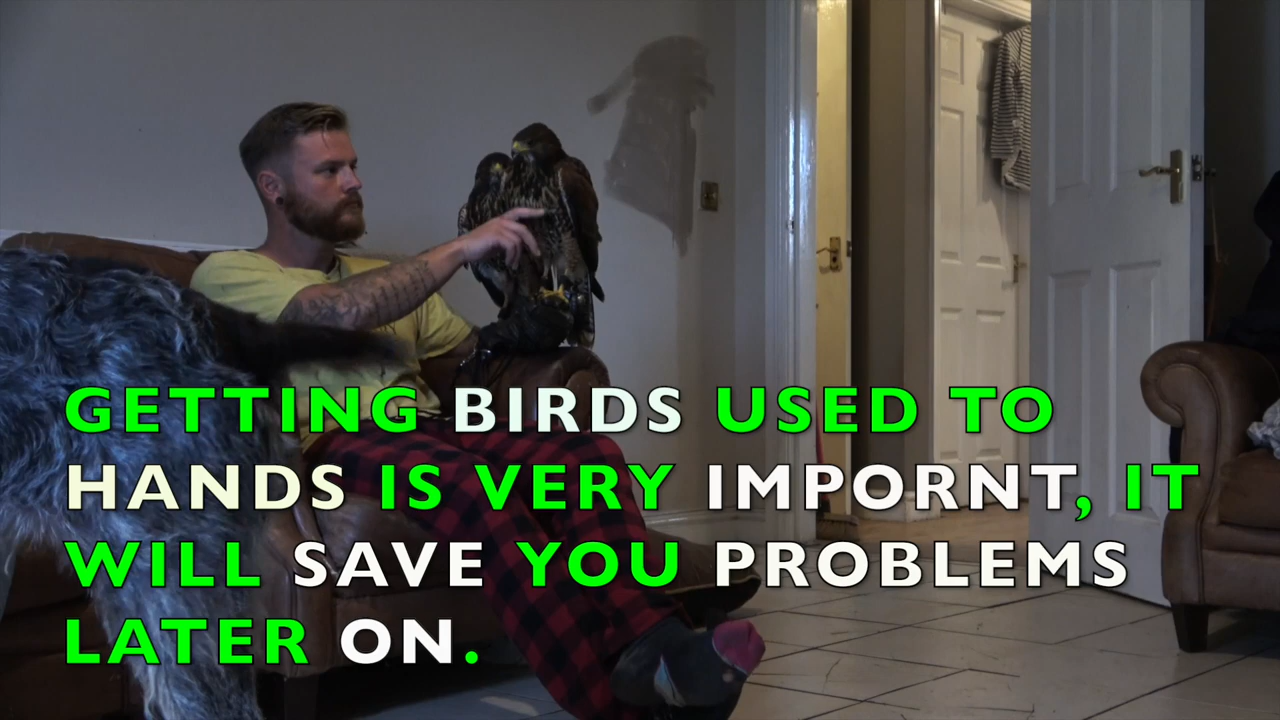 GETTING BIRDS USED TO
HANDS IS VERY IMPORNT, IT
WILL SAVE YOU PROBLEMS
LATER ON.